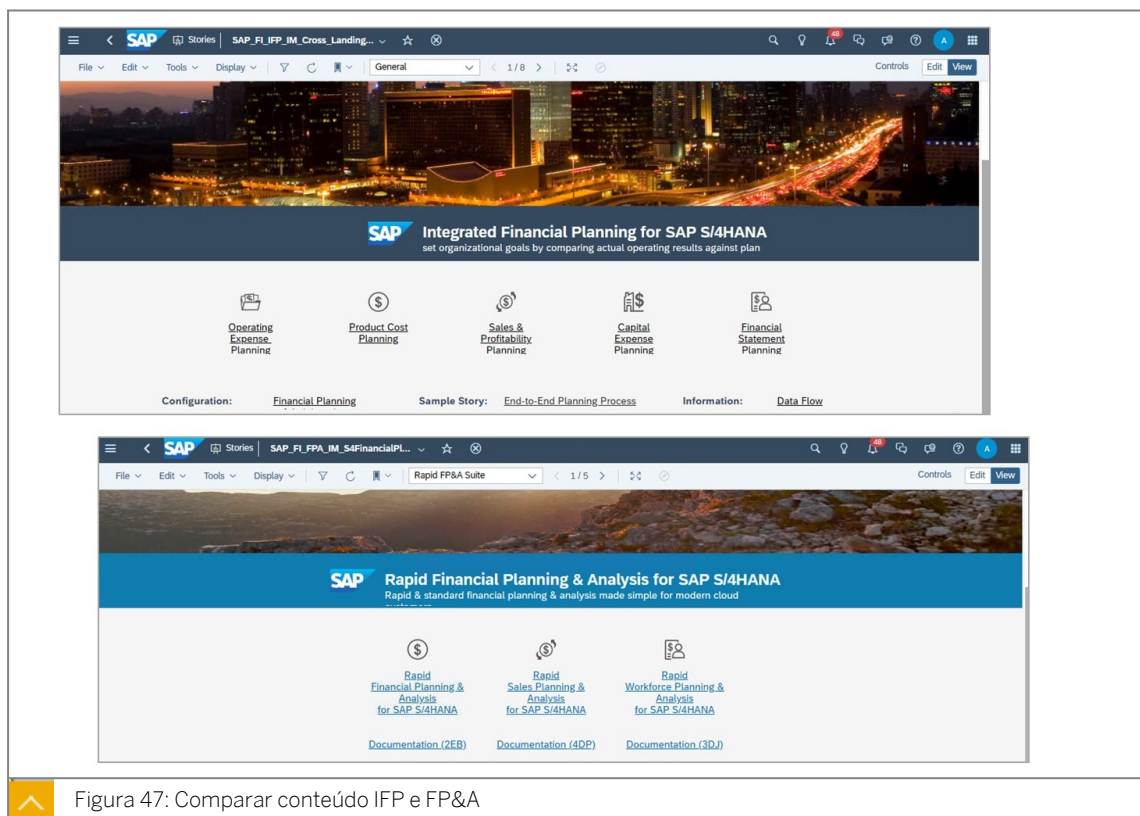 SAP Stories SAP_FI_IFP_IM_Cross_Landing... 48 A
File Edit Tools Display General 1/8 Controls Edit View
SAP Integrated Financial Planning for SAP S/4HANA
set organizational goals by comparing actual operating results against plan
Operating Expense Planning
Product Cost Planning
Sales & Profitability Planning
Capital Expense Planning
Financial Statement Planning
Configuration: Financial Planning Sample Story: End-to-End Planning Process Information: Data Flow
SAP Stories SAP_FI_FPA_IM_S4FinancialPl... 48 A
File Edit Tools Display Rapid FP&A Suite 1/5 Controls Edit View
SAP Rapid Financial Planning & Analysis for SAP S/4HANA
Rapid & standard financial planning & analysis made simple for modern cloud
Rapid Financial Planning & Analysis for SAP S/4HANA
Rapid Sales Planning & Analysis for SAP S/4HANA
Rapid Workforce Planning & Analysis for SAP S/4HANA
Documentation (2EB) Documentation (4DP) Documentation (3DJ)
Figura 47: Comparar conteúdo IFP e FP&A